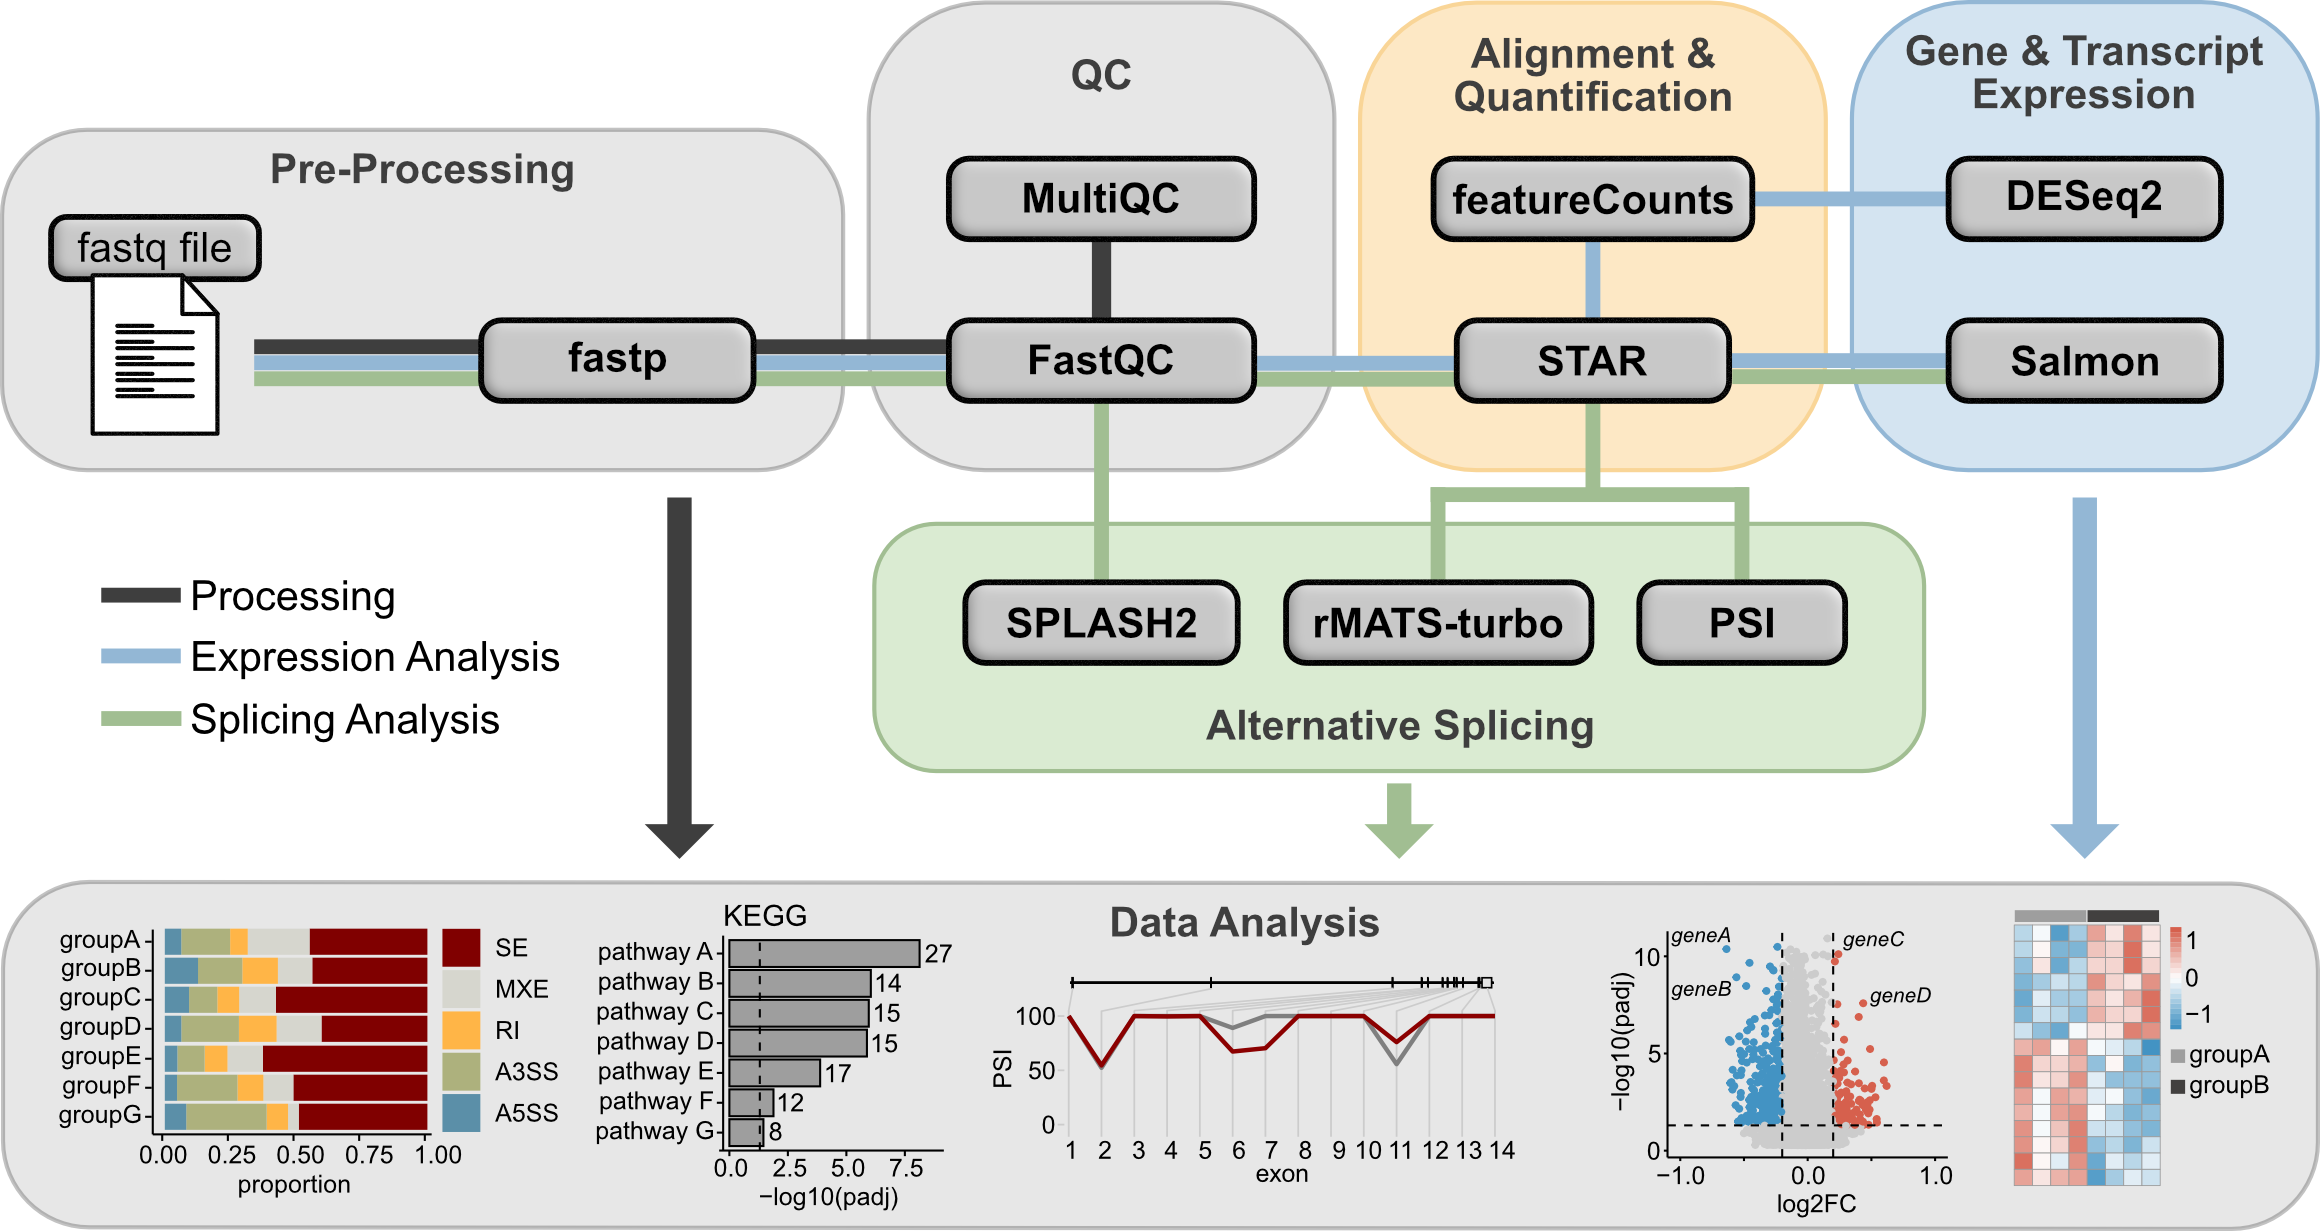 Pre-Processing
fastq file
fastp
QC
MultiQC
FastQC
Alignment &
Quantification
featureCounts
STAR
Gene & Transcript
Expression
DESeq2
Salmon
Processing
Expression Analysis
Splicing Analysis
SPLASH2
rMATS-turbo
PSI
Alternative Splicing
Data Analysis
groupA
groupB
groupC
groupD
groupE
groupF
groupG
0.00 0.25 0.50 0.75 1.00
proportion
SE
MXE
RI
A3SS
A5SS
KEGG
pathway A 27
pathway B 14
pathway C 15
pathway D 15
pathway E 17
pathway F 12
pathway G 8
0.0 2.5 5.0 7.5
−log10(padj)
PSI
100
50
0
1 2 3 4 5 6 7 8 9 10 11 12 13 14
exon
−log10(padj)
10
5
0
geneA
geneB
geneC
geneD
−1.0 0.0 1.0
log2FC
1
0
−1
groupA
groupB